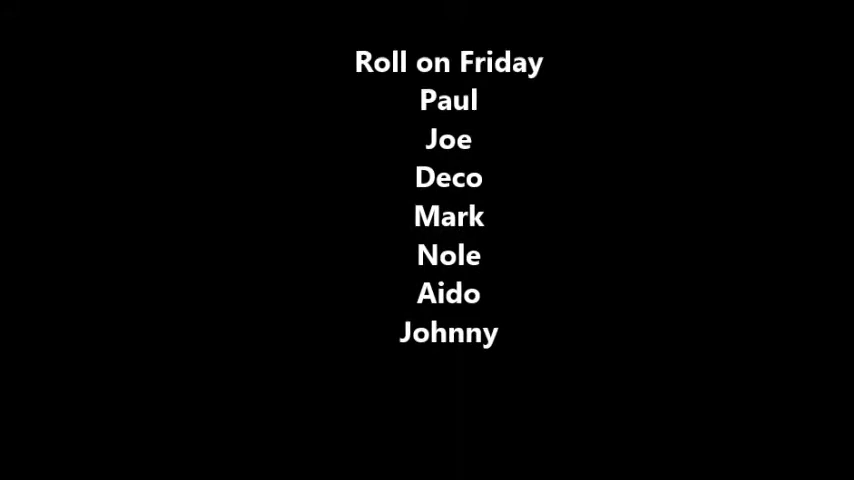 Roll on Friday
Paul
Joe
Deco
Mark
Nole
Aido
Johnny